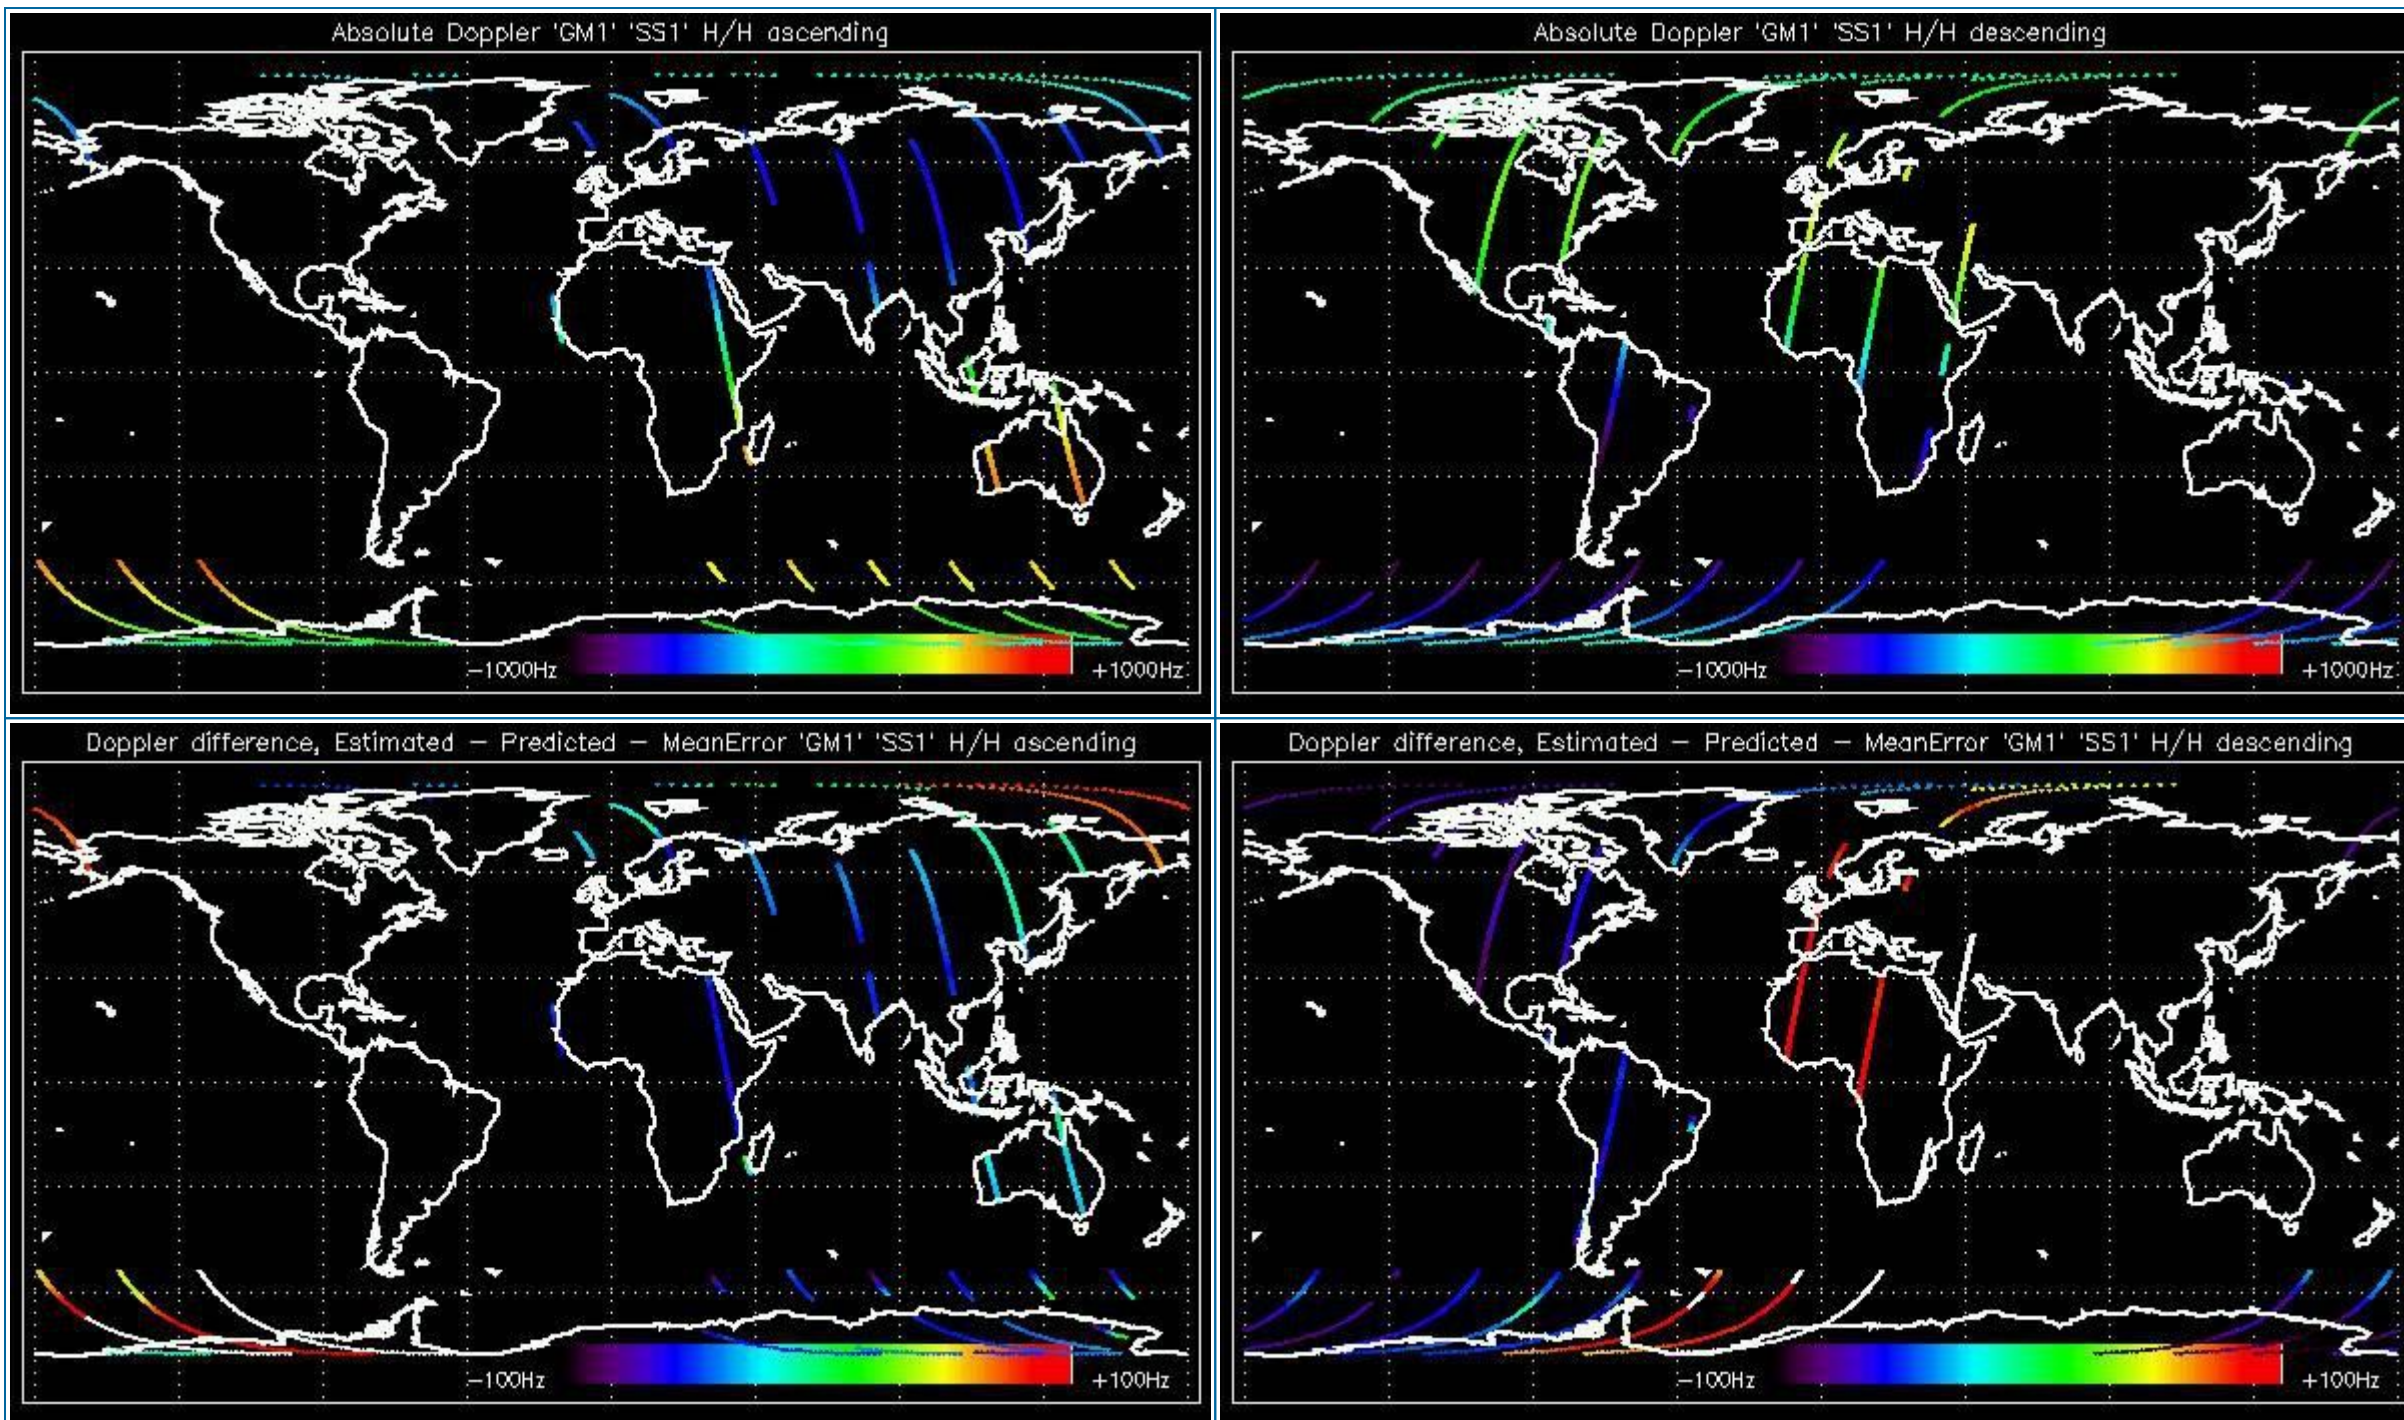 Absolute Doppler 'GM1' 'SS1' H/H ascending
−1000Hz
+1000Hz
Absolute Doppler 'GM1' 'SS1' H/H descending
−1000Hz
+1000Hz
Doppler difference, Estimated − Predicted − MeanError 'GM1' 'SS1' H/H ascending
−100Hz
+100Hz
Doppler difference, Estimated − Predicted − MeanError 'GM1' 'SS1' H/H descending
−100Hz
+100Hz